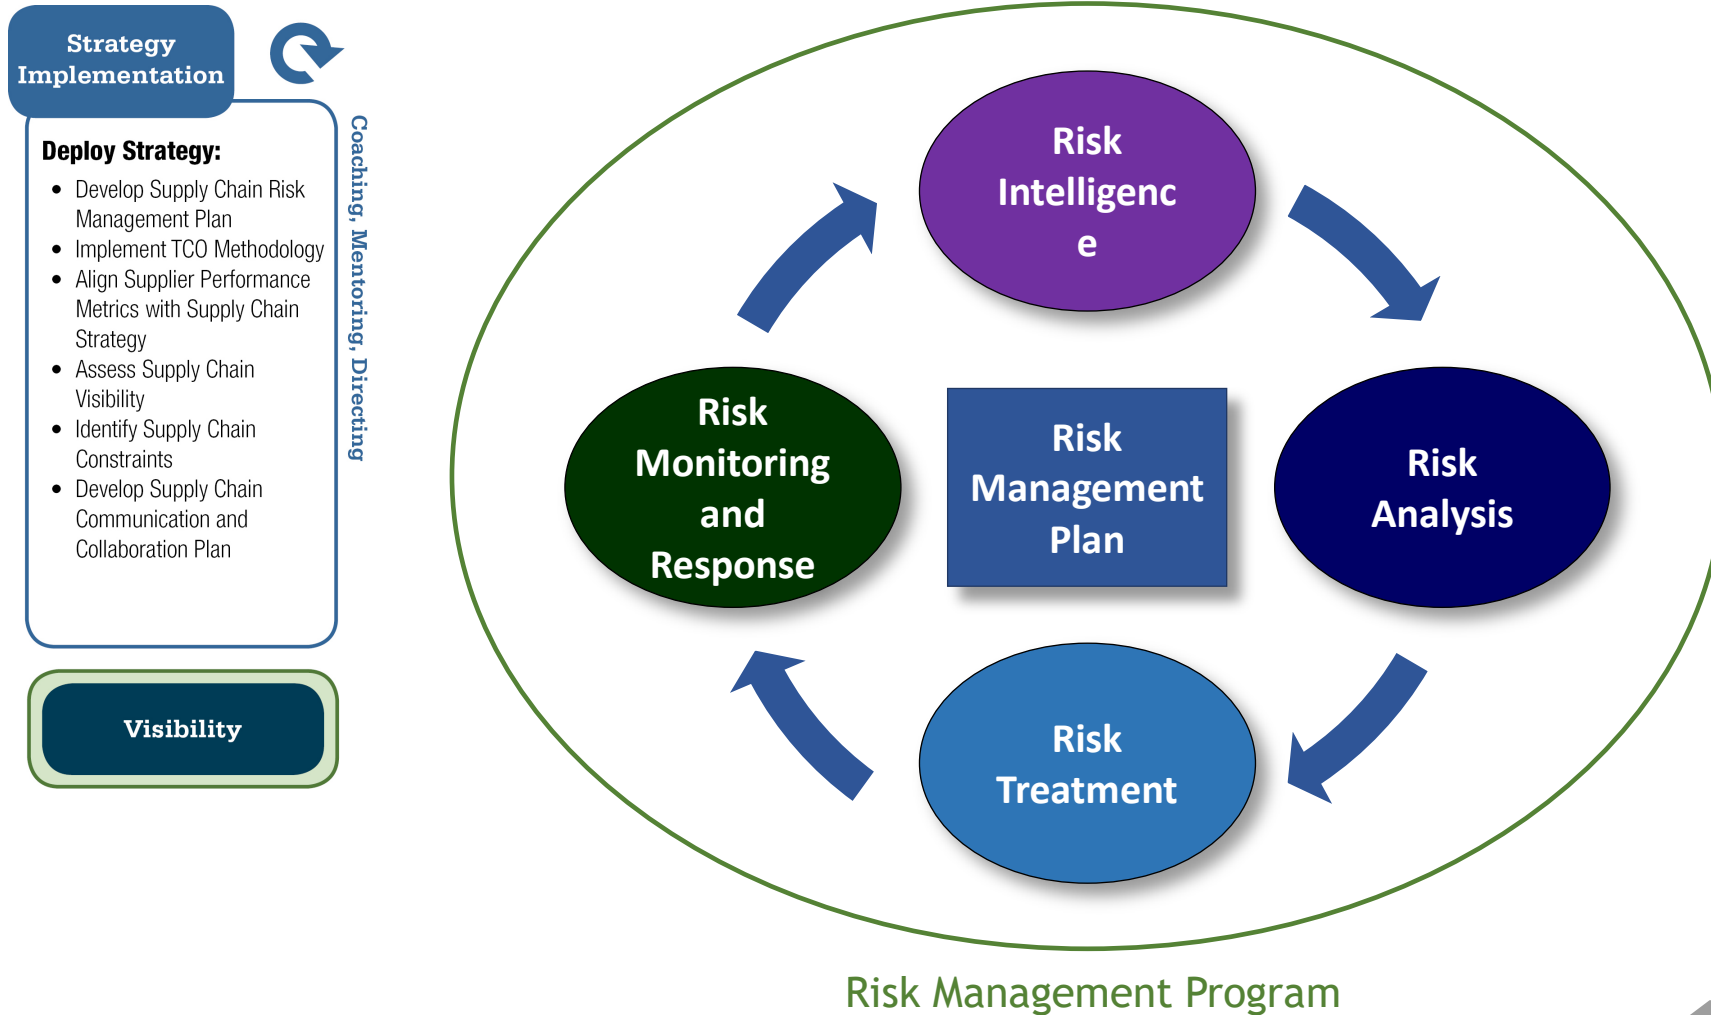 Strategy
Implementation
Deploy Strategy:
• Develop Supply Chain Risk
Management Plan
• Implement TCO Methodology
• Align Supplier Performance
Metrics with Supply Chain
Strategy
• Assess Supply Chain
Visibility
• Identify Supply Chain
Constraints
• Develop Supply Chain
Communication and
Collaboration Plan
Coaching, Mentoring, Directing
Visibility
Risk
Intelligenc
e
Risk
Monitoring
and
Response
Risk
Management
Plan
Risk
Analysis
Risk
Treatment
Risk Management Program